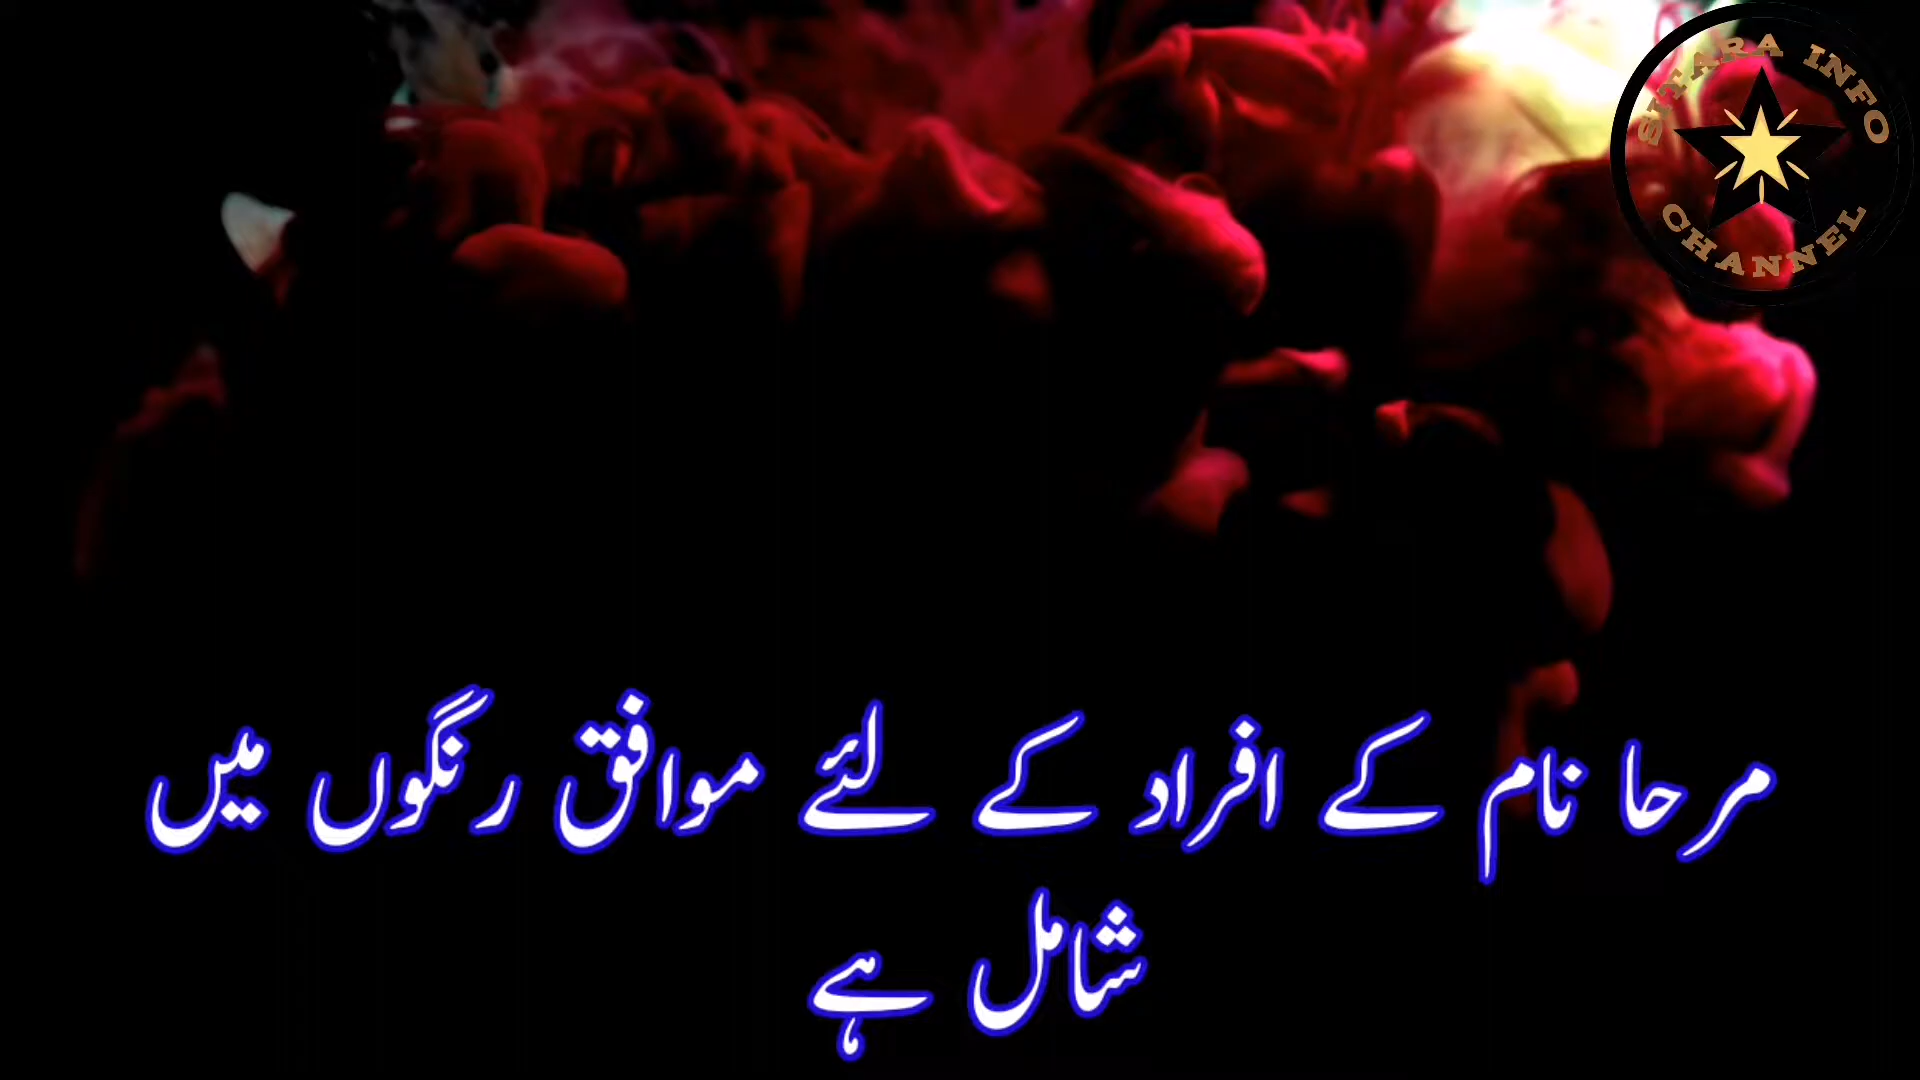 SITARA INFO
CHANNEL
مرحا نام کے افراد کے لئے موافق رنگوں میں
شامل ہے